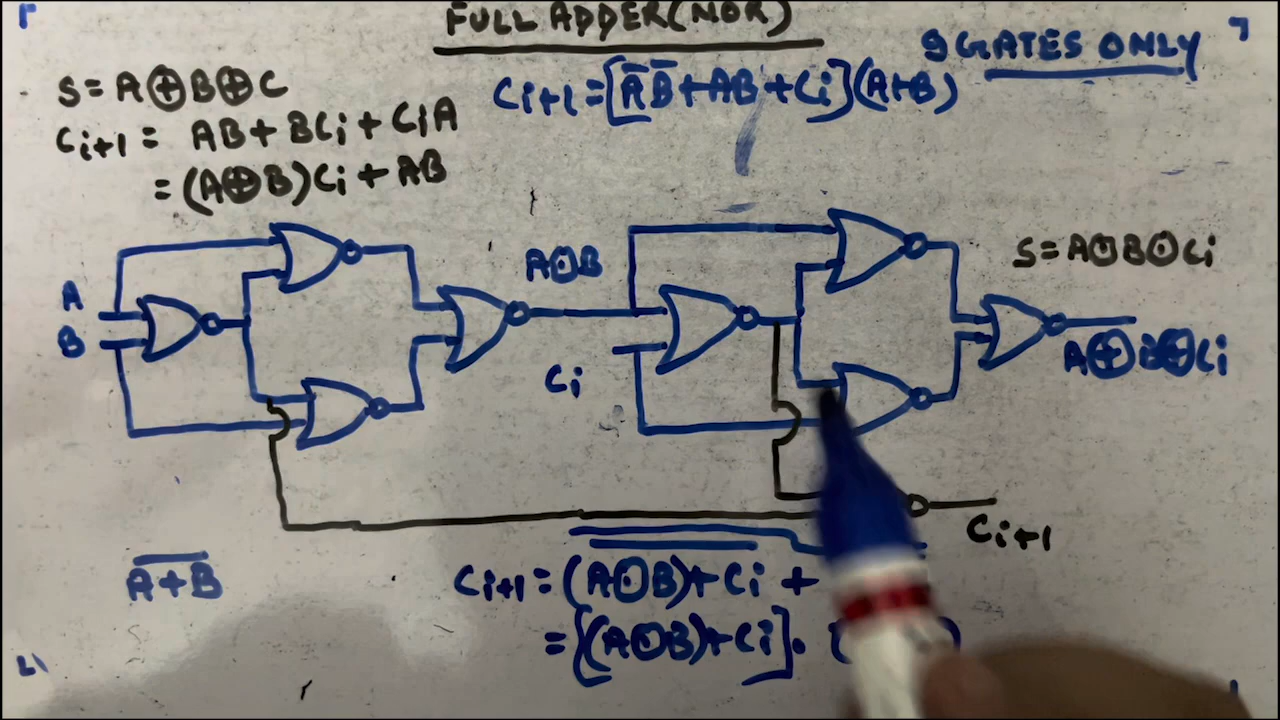 FULL ADDER(NOR)
9 GATES ONLY
S = A⊕B⊕C
Ci+1 = [A̅ B̅ + AB + Ci](A+B)
Ci+1 = AB + BCi + CiA
= (A⊕B)Ci + AB
A⊙B
S = A⊙B⊙Ci
A
B
Ci
A⊕B⊕Ci
Ci+1
A+B
Ci+1 = (A⊙B)+Ci +
= [(A⊙B)+Ci].